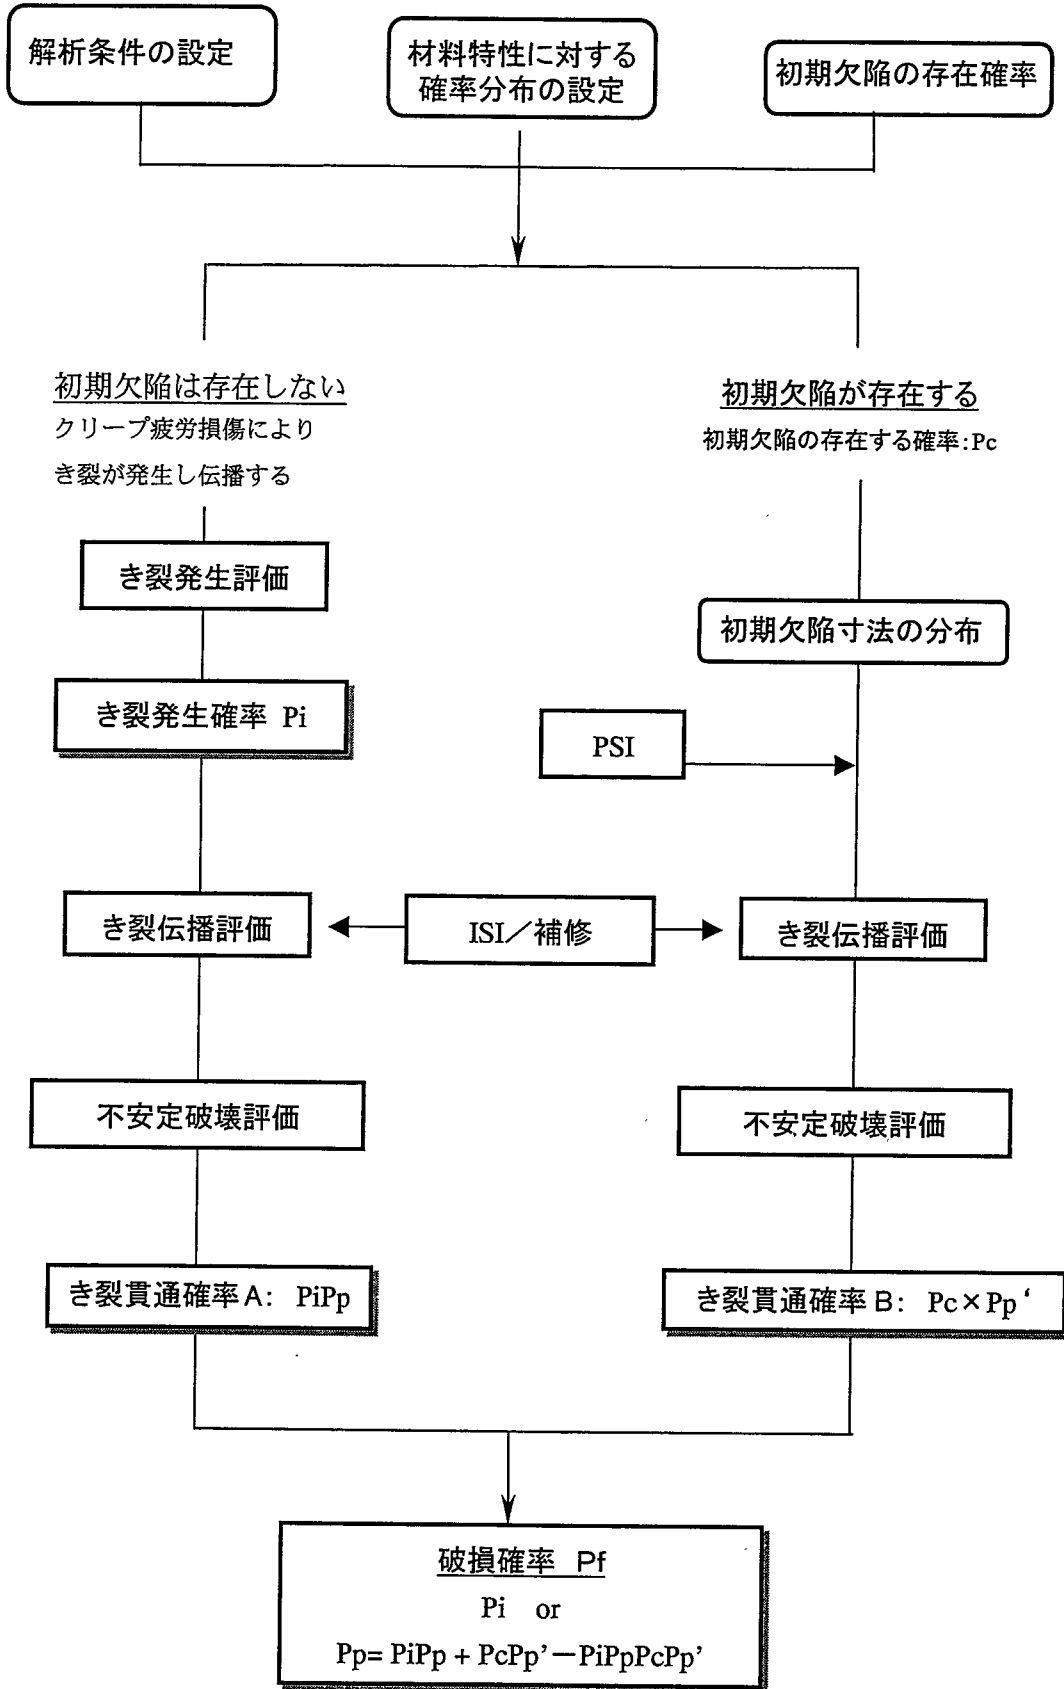 解析条件の設定
材料特性に対する
確率分布の設定
初期欠陥の存在確率
初期欠陥は存在しない
クリープ疲労損傷により
き裂が発生し伝播する
初期欠陥が存在する
初期欠陥の存在する確率:Pc
き裂発生評価
初期欠陥寸法の分布
き裂発生確率 Pi
PSI
き裂伝播評価
ISI/補修
き裂伝播評価
不安定破壊評価
不安定破壊評価
き裂貫通確率A: PiPp
き裂貫通確率B: Pc×Pp‘
破損確率 Pf
Pi or
Pp= PiPp + PcPp’−PiPpPcPp’